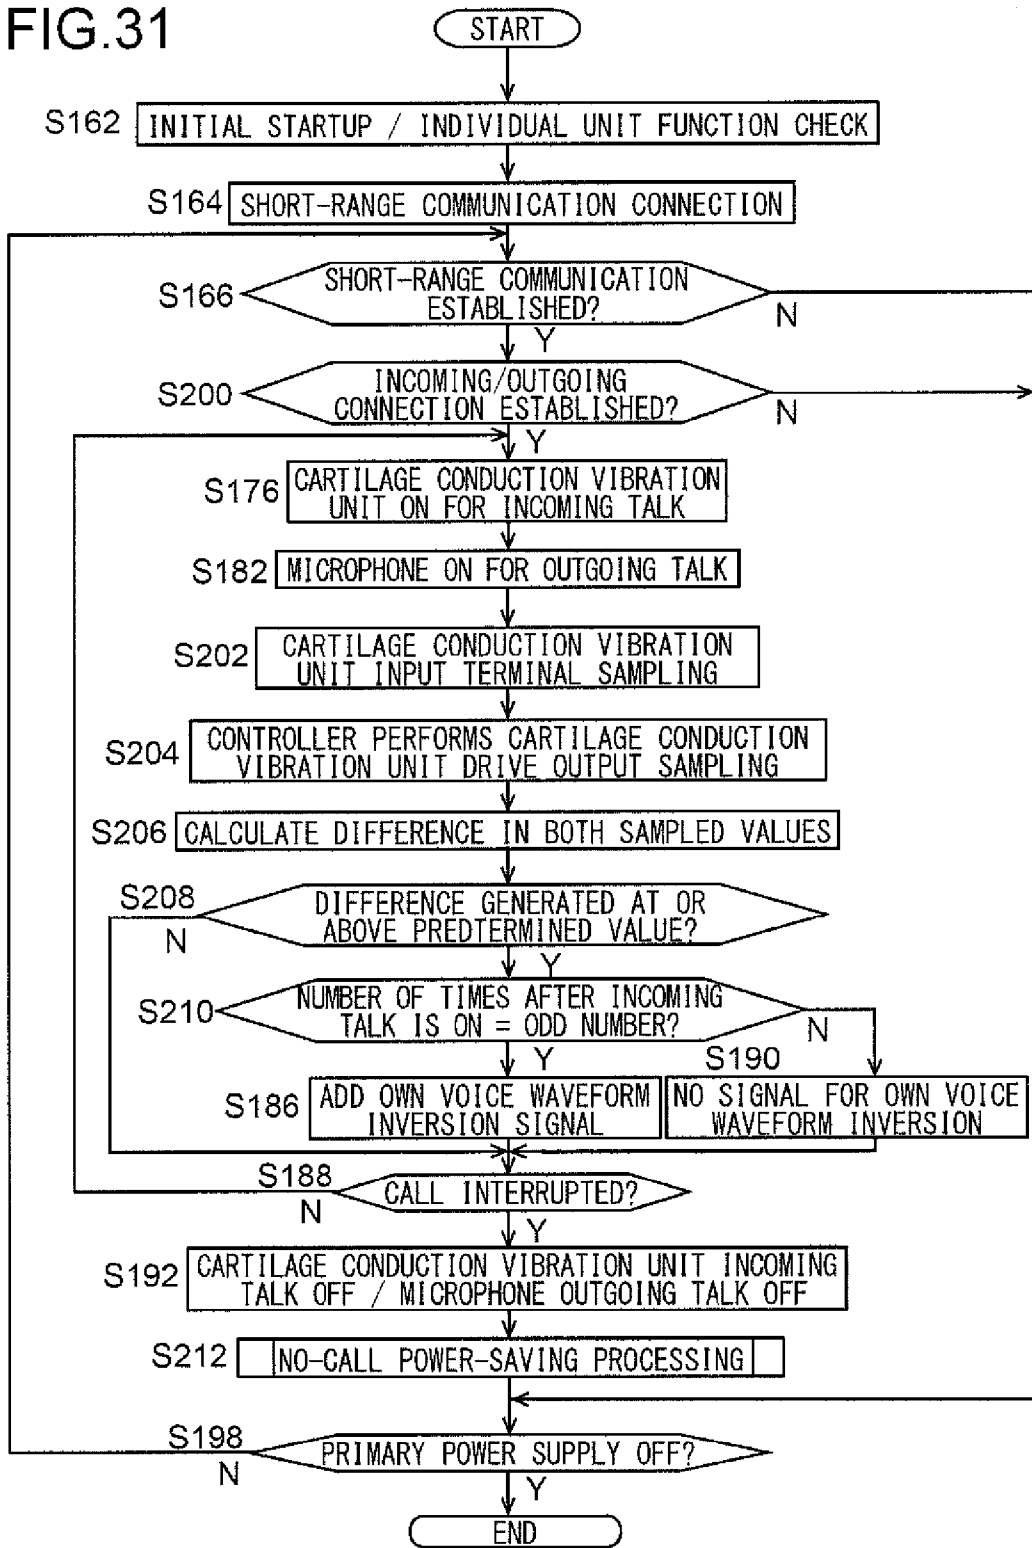 FIG.31
START
S162
INITIAL STARTUP / INDIVIDUAL UNIT FUNCTION CHECK
S164
SHORT-RANGE COMMUNICATION CONNECTION
S166
SHORT-RANGE COMMUNICATION
ESTABLISHED?
N
Y
S200
INCOMING/OUTGOING
CONNECTION ESTABLISHED?
N
Y
S176
CARTILAGE CONDUCTION VIBRATION
UNIT ON FOR INCOMING TALK
S182
MICROPHONE ON FOR OUTGOING TALK
S202
CARTILAGE CONDUCTION VIBRATION
UNIT INPUT TERMINAL SAMPLING
S204
CONTROLLER PERFORMS CARTILAGE CONDUCTION
VIBRATION UNIT DRIVE OUTPUT SAMPLING
S206
CALCULATE DIFFERENCE IN BOTH SAMPLED VALUES
S208
DIFFERENCE GENERATED AT OR
ABOVE PREDTERMINED VALUE?
N
Y
S210
NUMBER OF TIMES AFTER INCOMING
TALK IS ON = ODD NUMBER?
N
Y
S186
ADD OWN VOICE WAVEFORM
INVERSION SIGNAL
S190
NO SIGNAL FOR OWN VOICE
WAVEFORM INVERSION
S188
CALL INTERRUPTED?
N
Y
S192
CARTILAGE CONDUCTION VIBRATION UNIT INCOMING
TALK OFF / MICROPHONE OUTGOING TALK OFF
S212
NO-CALL POWER-SAVING PROCESSING
S198
PRIMARY POWER SUPPLY OFF?
N
Y
END